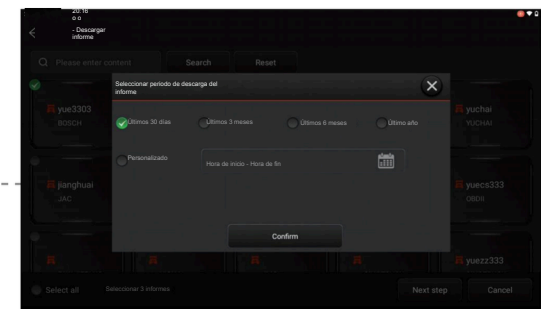 20:16
- Descargar
informe
Please enter content
Search
Reset
Seleccionar periodo de descarga del
informe
Últimos 30 días
Últimos 3 meses
Últimos 6 meses
Último año
Personalizado
Hora de inicio - Hora de fin
Confirm
yue3303
BOSCH
yuchai
YUCHAI
jianghuai
JAC
yuecs333
OBDII
yuezz333
Select all
Seleccionar 3 informes
Next step
Cancel